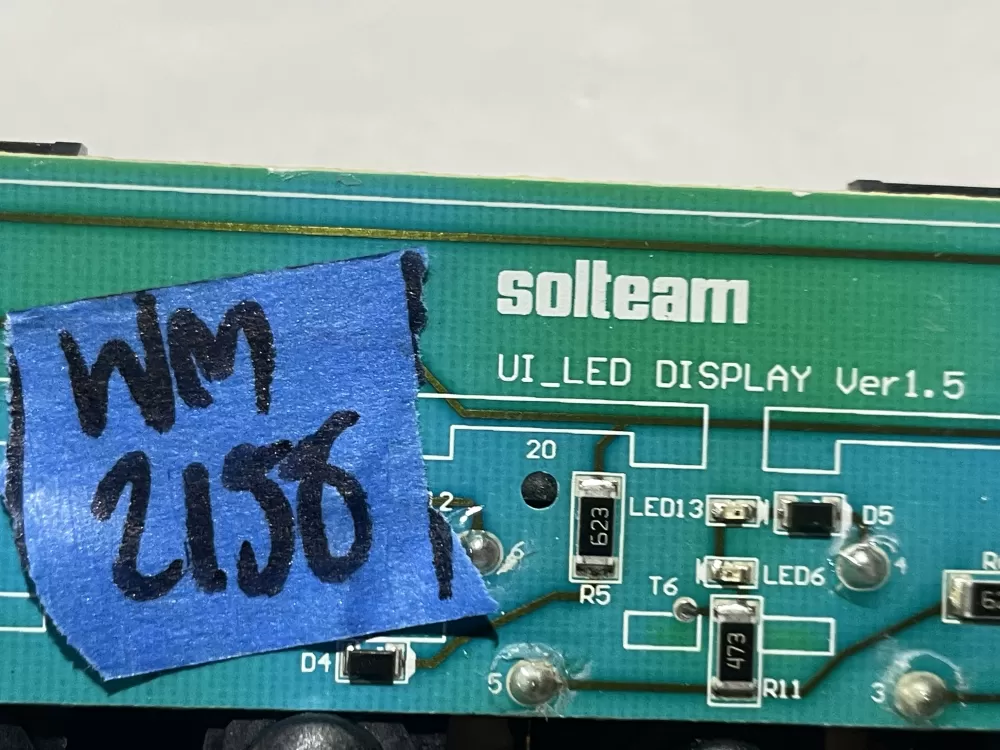 WM
2156
solteam
UI_LED DISPLAY Ver1.5
20
2
6
623
R5
LED13
D5
4
LED6
T6
473
R11
D4
5
3